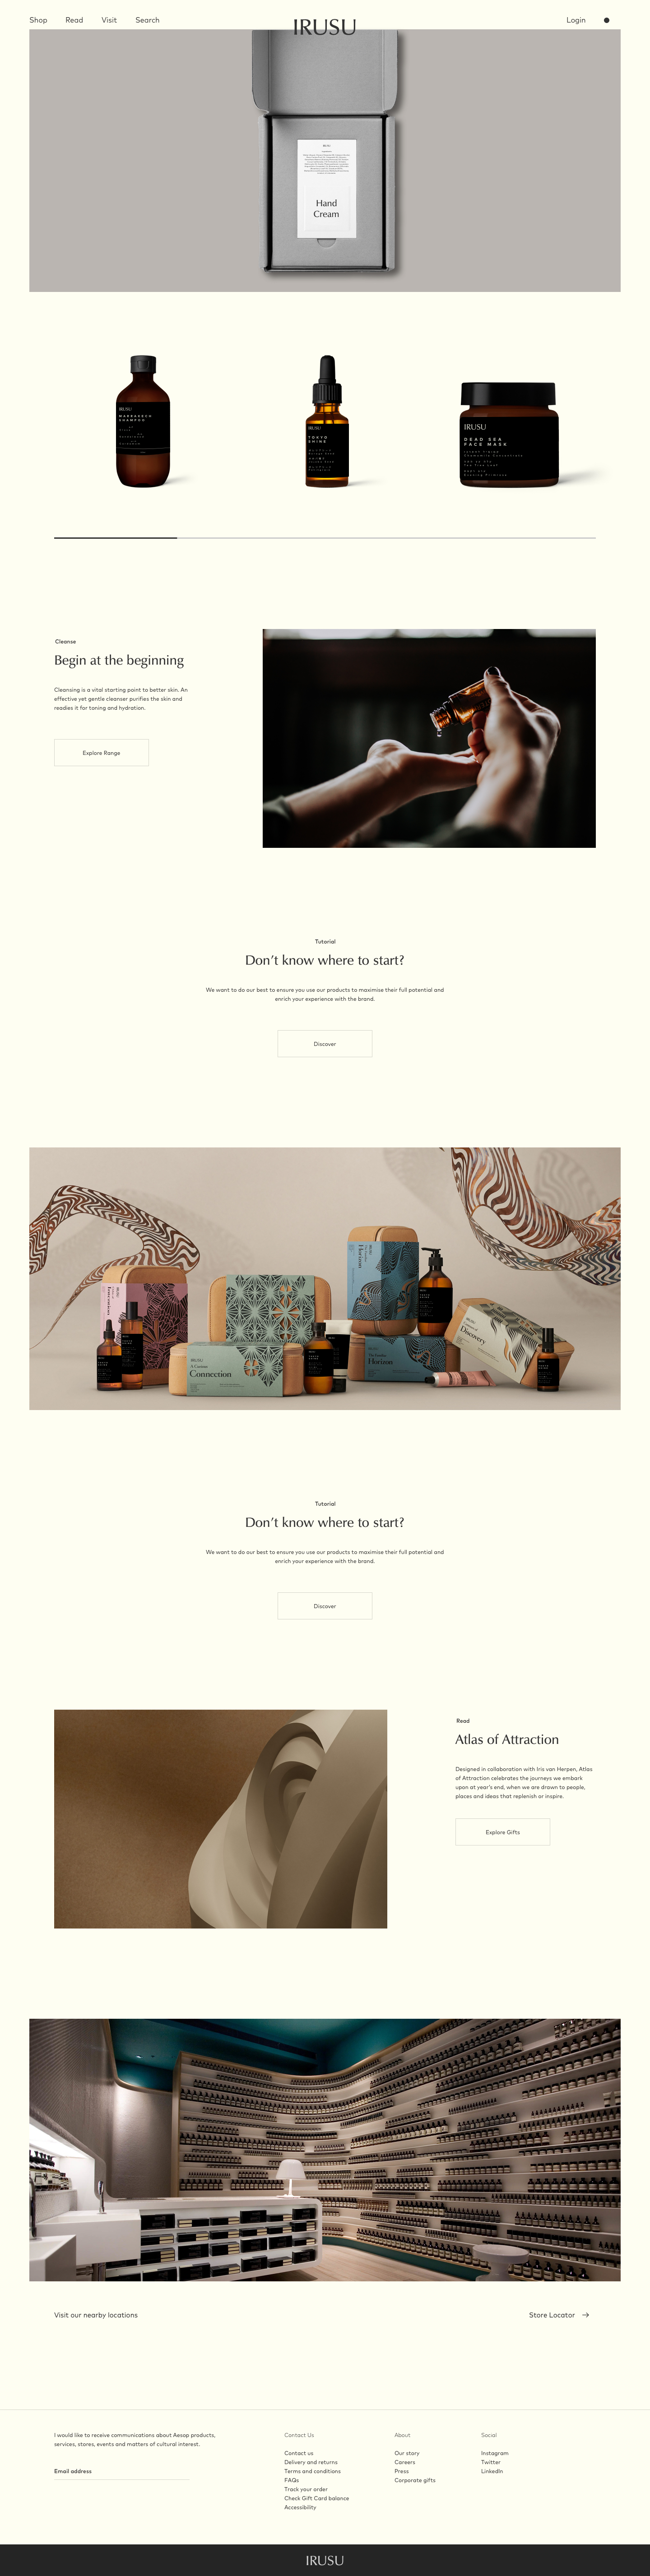 Shop Read Visit Search
IRUSU
Login
IRUSU
Hand
Cream
IRUSU
MARRAKECH
SHAMPOO
IRUSU
TOKYO
SHINE
IRUSU
DEAD SEA
FACE MASK
Cleanse
Begin at the beginning
Cleansing is a vital starting point to better skin. An
effective yet gentle cleanser purifies the skin and
readies it for toning and hydration.
Explore Range
Tutorial
Don’t know where to start?
We want to do our best to ensure you use our products to maximise their full potential and
enrich your experience with the brand.
Discover
IRUSU
A Curious
Connection
Horizon
Horizon
Discovery
Tutorial
Don’t know where to start?
We want to do our best to ensure you use our products to maximise their full potential and
enrich your experience with the brand.
Discover
Read
Atlas of Attraction
Designed in collaboration with Iris van Herpen, Atlas
of Attraction celebrates the journeys we embark
upon at year’s end, when we are drawn to people,
places and ideas that replenish or inspire.
Explore Gifts
Visit our nearby locations
Store Locator →
I would like to receive communications about Aesop products,
services, stores, events and matters of cultural interest.
Email address
Contact Us
Contact us
Delivery and returns
Terms and conditions
FAQs
Track your order
Check Gift Card balance
Accessibility
About
Our story
Careers
Press
Corporate gifts
Social
Instagram
Twitter
LinkedIn
IRUSU